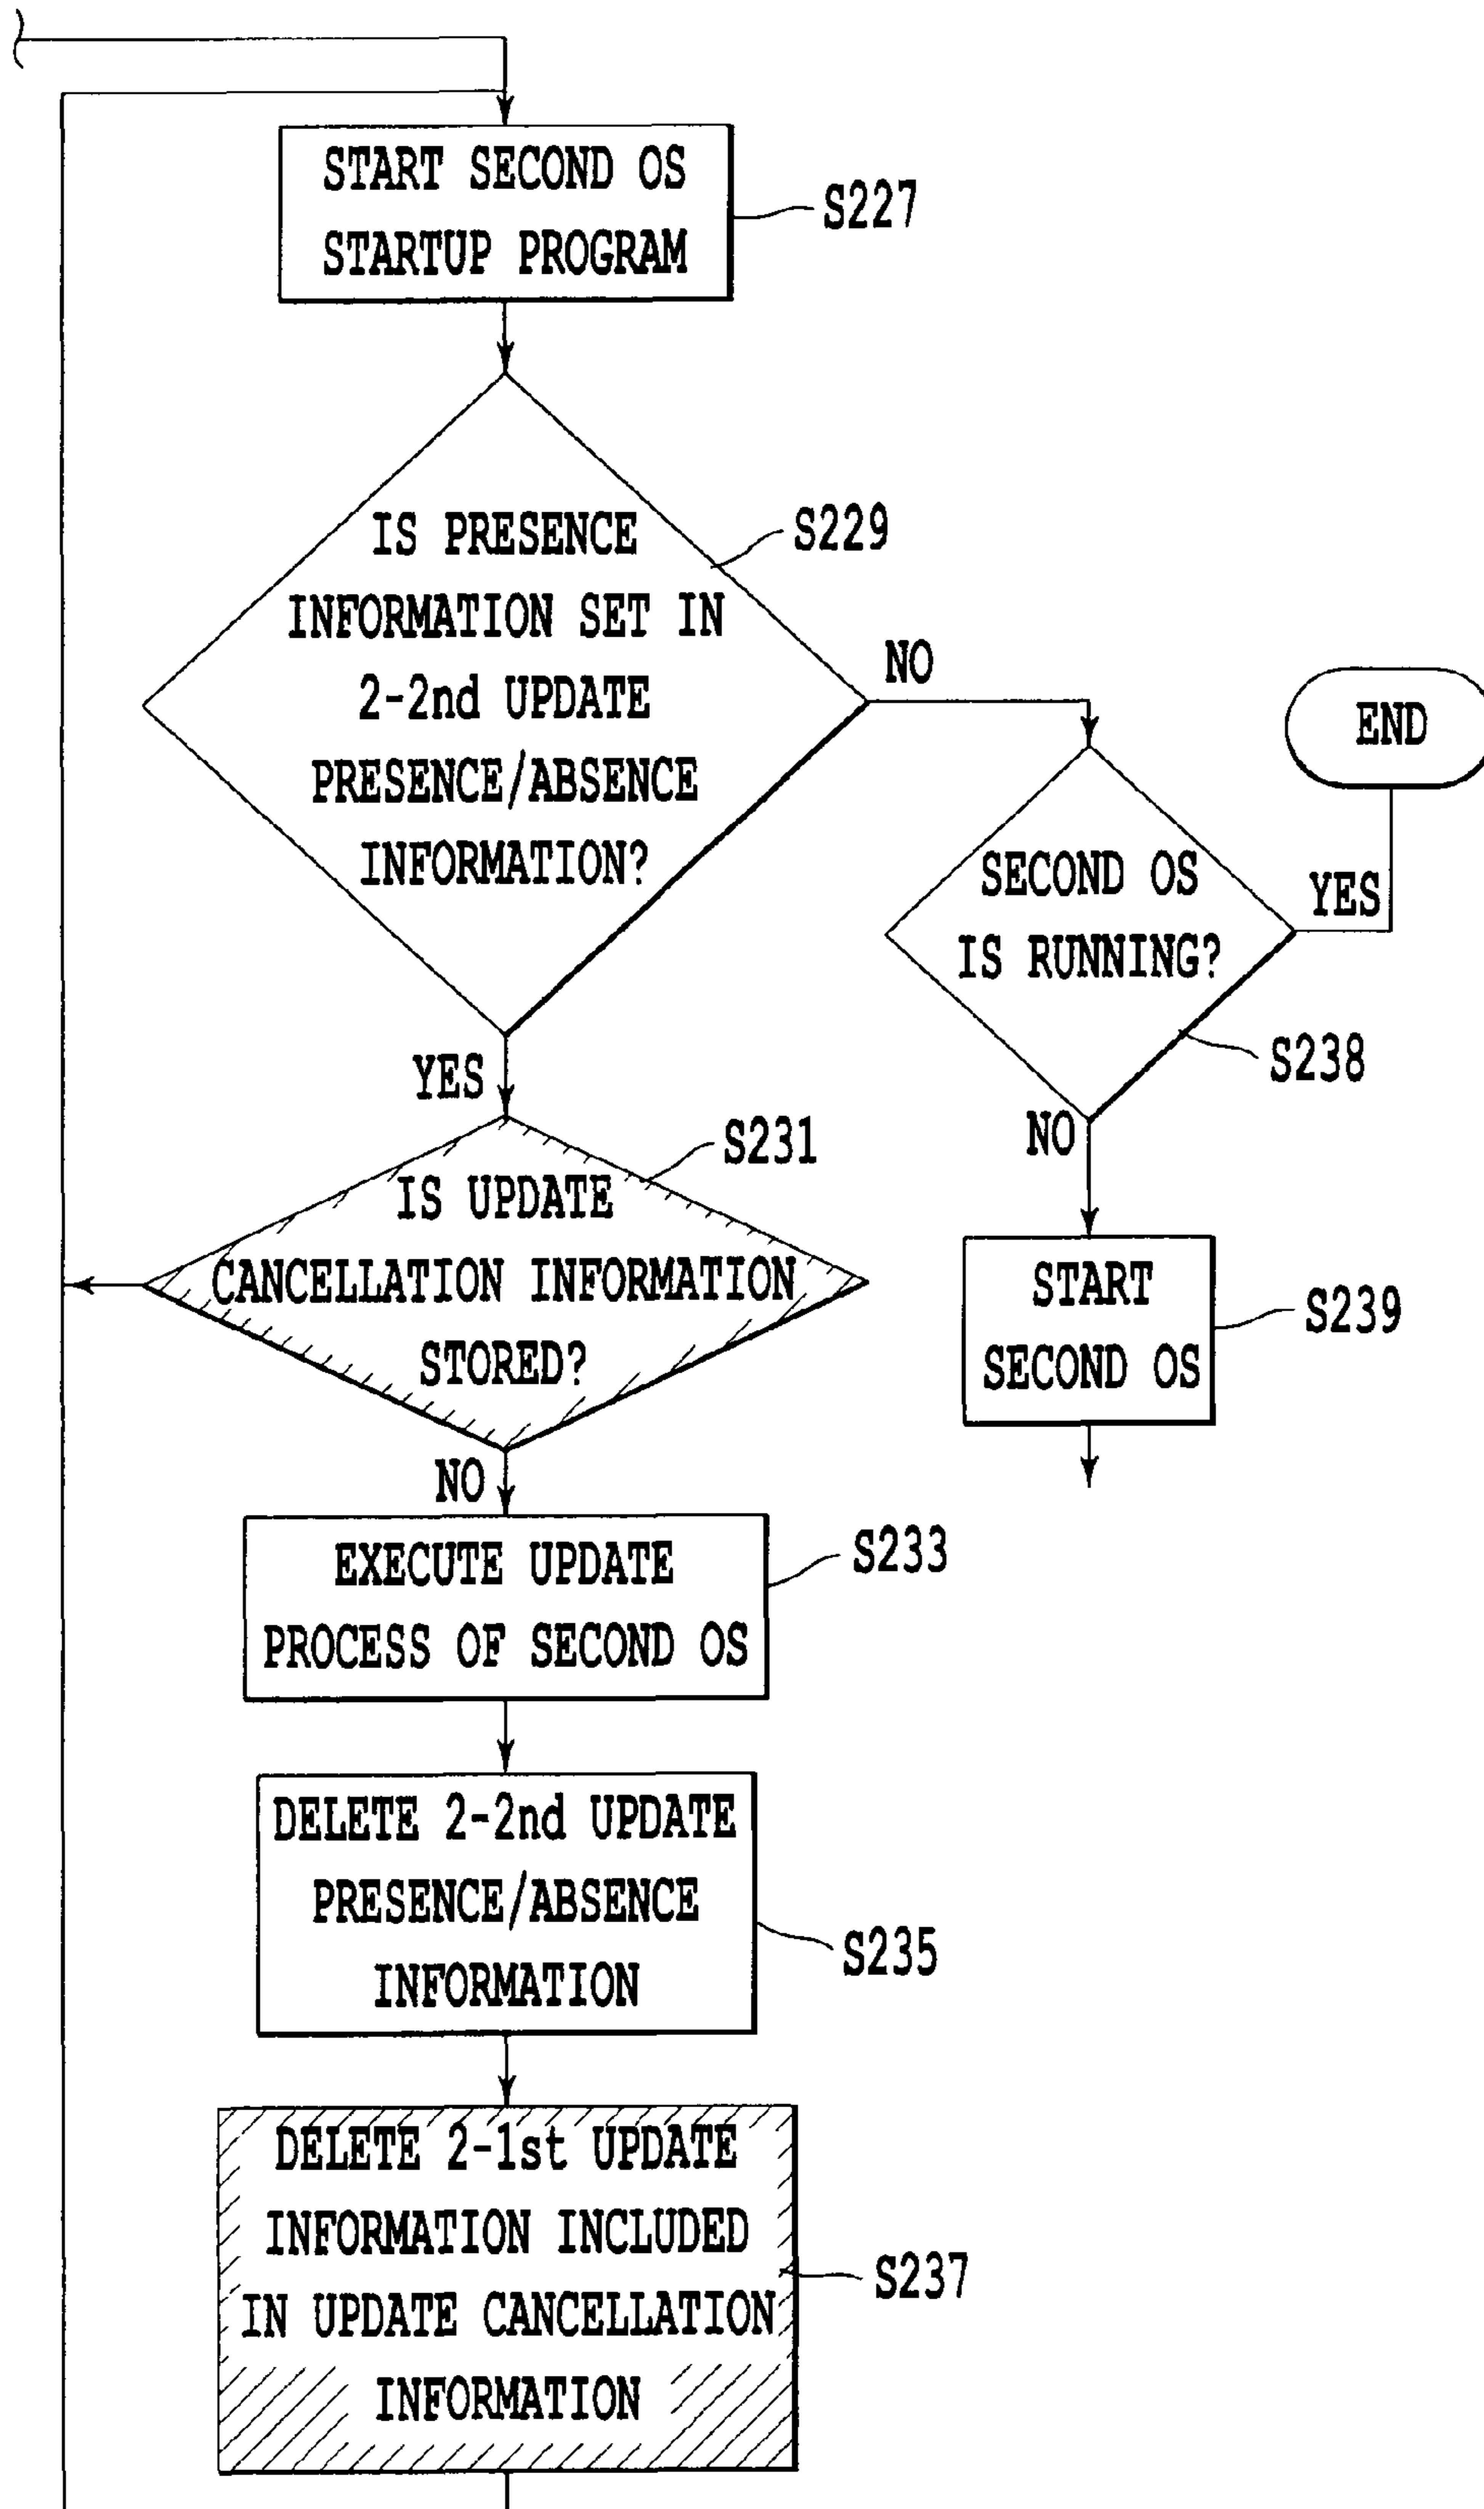 START SECOND OS
STARTUP PROGRAM
S227
IS PRESENCE
INFORMATION SET IN
2-2nd UPDATE
PRESENCE/ABSENCE
INFORMATION?
S229
NO
END
SECOND OS
IS RUNNING?
YES
S238
NO
START
SECOND OS
S239
YES
IS UPDATE
CANCELLATION INFORMATION
STORED?
S231
NO
EXECUTE UPDATE
PROCESS OF SECOND OS
S233
DELETE 2-2nd UPDATE
PRESENCE/ABSENCE
INFORMATION
S235
DELETE 2-1st UPDATE
INFORMATION INCLUDED
IN UPDATE CANCELLATION
INFORMATION
S237